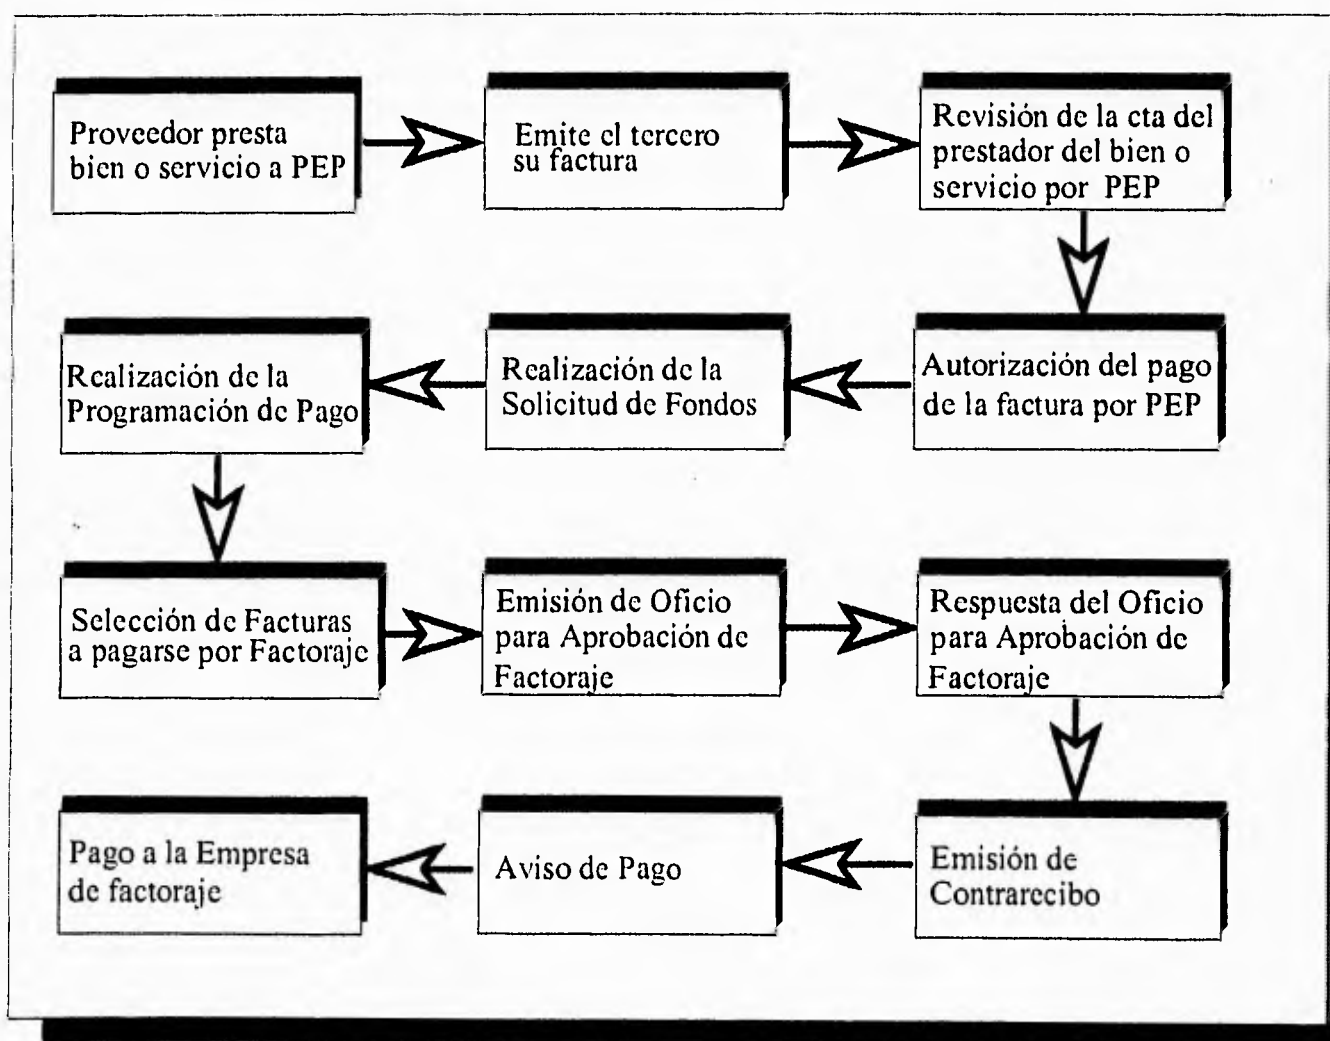 Proveedor presta
bien o servicio a PEP
Emite el tercero
su factura
Revisión de la cta del
prestador del bien o
servicio por PEP
Autorización del pago
de la factura por PEP
Realización de la
Solicitud de Fondos
Realización de la
Programación de Pago
Selección de Facturas
a pagarse por Factoraje
Emisión de Oficio
para Aprobación de
Factoraje
Respuesta del Oficio
para Aprobación de
Factoraje
Emisión de
Contrarecibo
Aviso de Pago
Pago a la Empresa
de factoraje